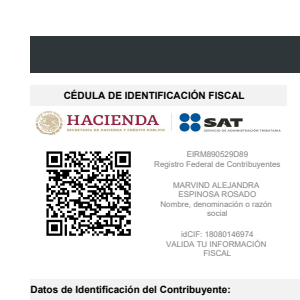 CÉDULA DE IDENTIFICACIÓN FISCAL
HACIENDA
SECRETARÍA DE HACIENDA Y CRÉDITO PÚBLICO
SAT
SERVICIO DE ADMINISTRACIÓN TRIBUTARIA
EIRM890529D89
Registro Federal de Contribuyentes
MARVIND ALEJANDRA
ESPINOSA ROSADO
Nombre, denominación o razón
social
idCIF: 18080146974
VALIDA TU INFORMACIÓN
FISCAL
Datos de Identificación del Contribuyente: